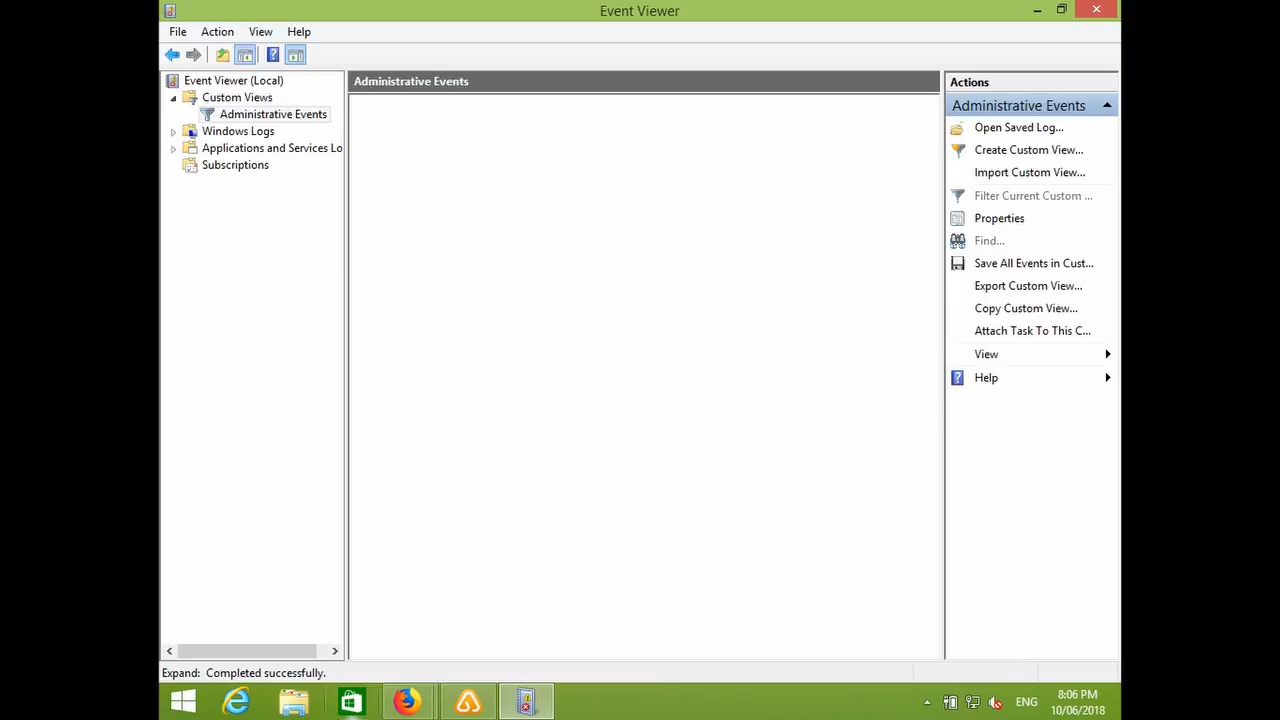 Event Viewer
File Action View Help
Event Viewer (Local)
Custom Views
Administrative Events
Windows Logs
Applications and Services Lo
Subscriptions
Administrative Events
Actions
Administrative Events
Open Saved Log...
Create Custom View...
Import Custom View...
Filter Current Custom ...
Properties
Find...
Save All Events in Cust...
Export Custom View...
Copy Custom View...
Attach Task To This C...
View
Help
Expand: Completed successfully.
ENG
8:06 PM
10/06/2018